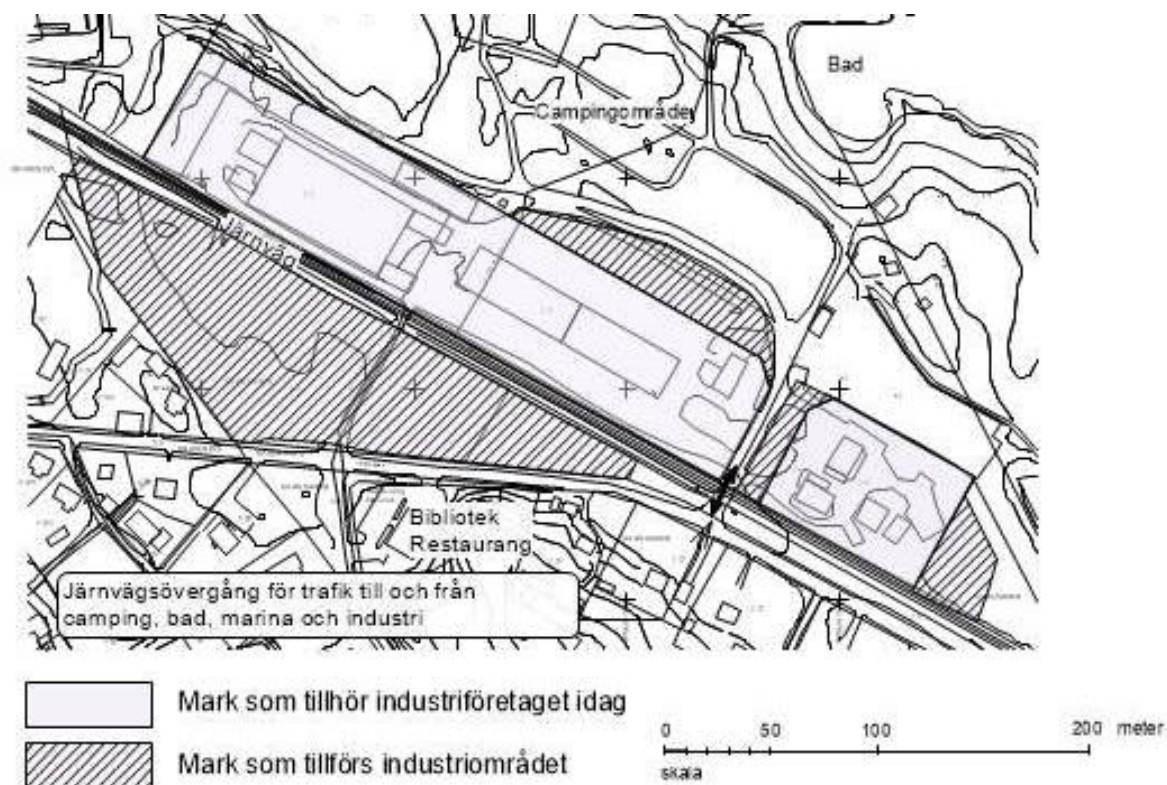 Bad
Campingområde
Järnväg
Bibliotek
Restaurang
Järnvägsövergång för trafik till och från
camping, bad, marina och industri
Mark som tillhör industriföretaget idag
Mark som tillförs industriområdet
0 50 100 200 meter
skala